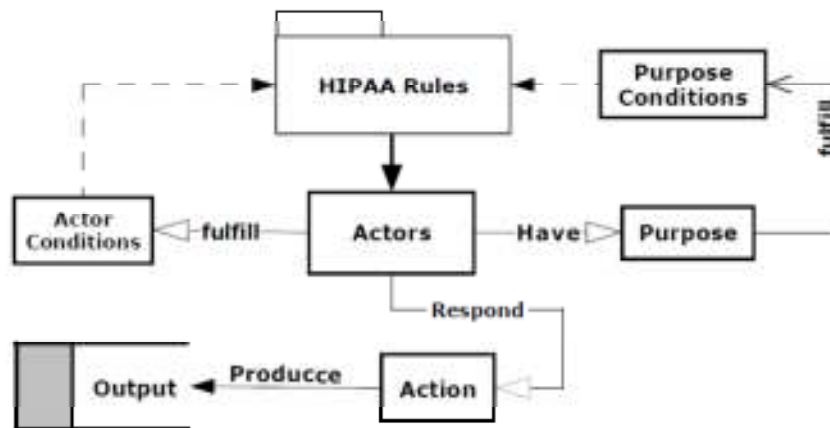 HIPAA Rules
Purpose
Conditions
fulfill
Actor
Conditions
fulfill
Actors
Have
Purpose
Respond
Output
Producce
Action